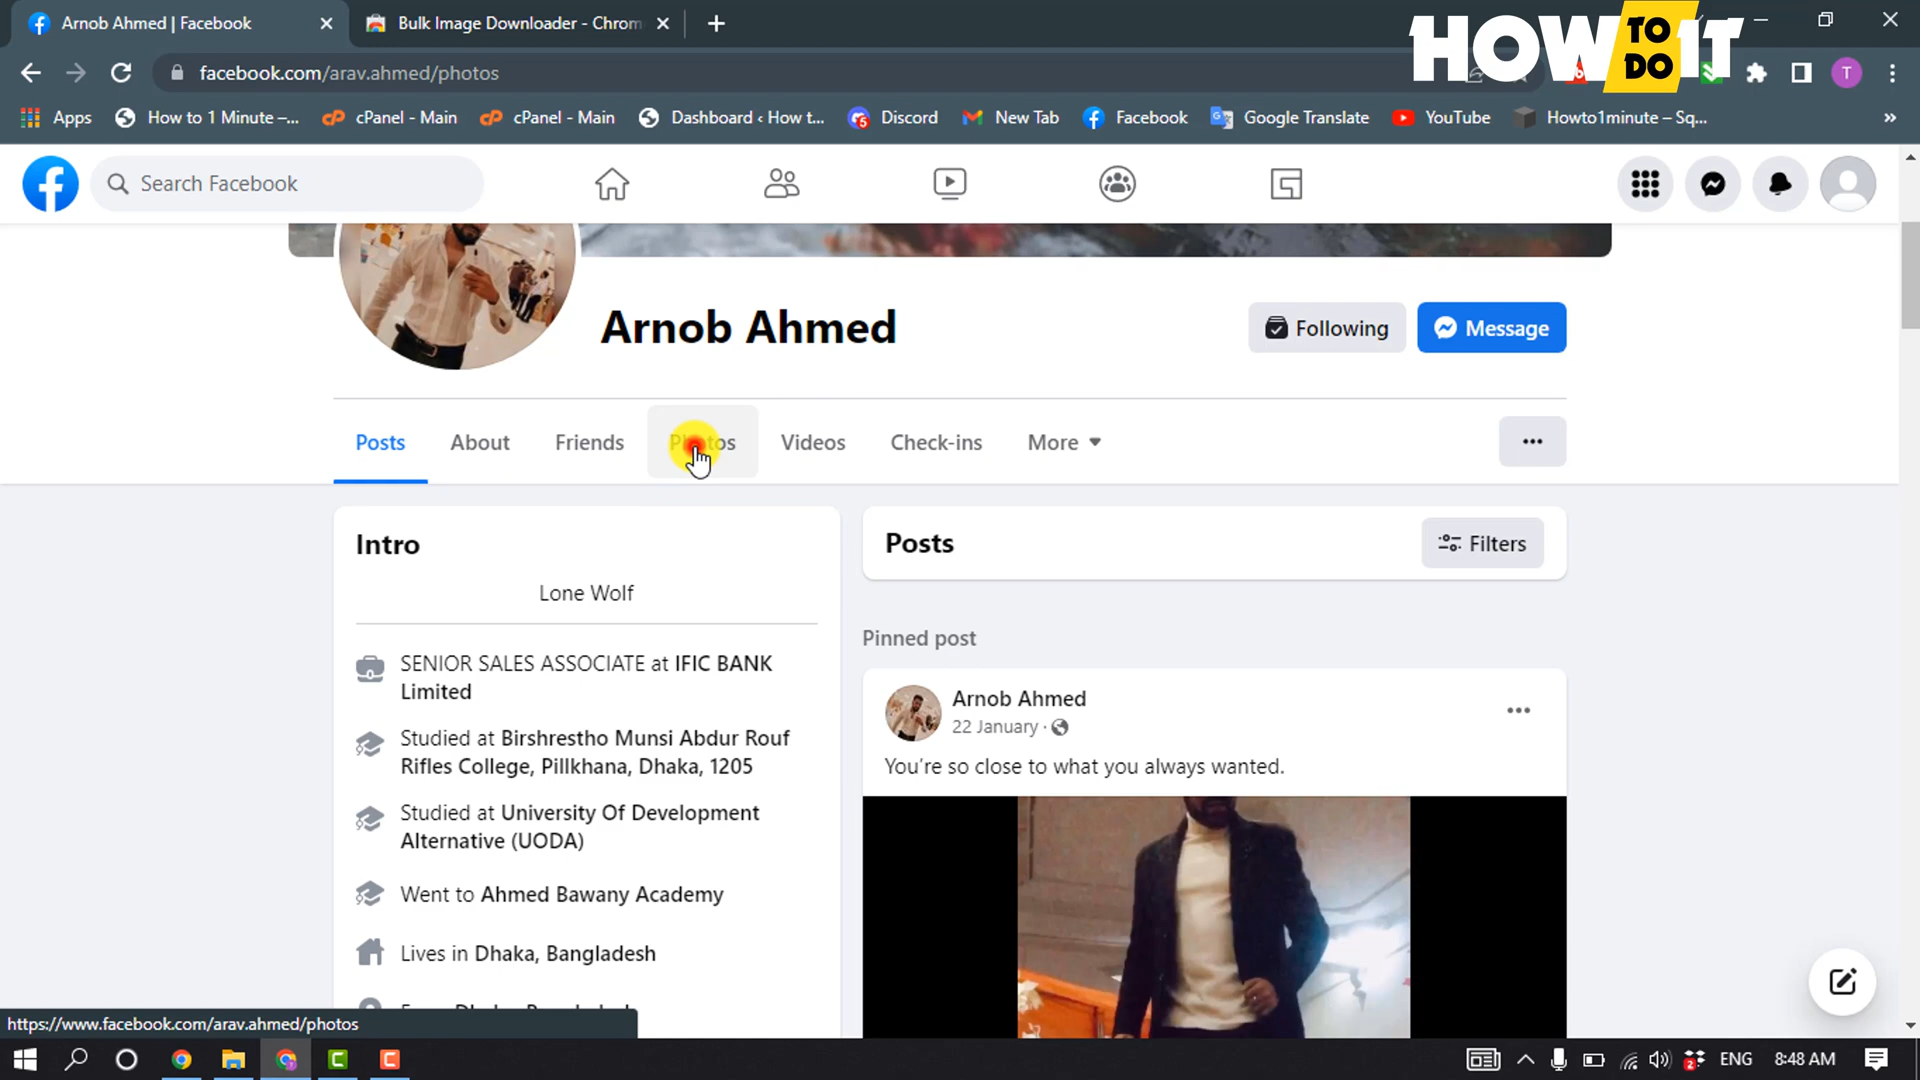 Arnob Ahmed | Facebook
Bulk Image Downloader - Chrom
HOW TO DO IT
facebook.com/arav.ahmed/photos
T
Apps
How to 1 Minute –...
cPanel - Main
cPanel - Main
Dashboard ‹ How t...
Discord
New Tab
Facebook
Google Translate
YouTube
Howto1minute – Sq...
»
Search Facebook
Arnob Ahmed
Following
Message
Posts
About
Friends
Photos
Videos
Check-ins
More
Intro
Lone Wolf
SENIOR SALES ASSOCIATE at IFIC BANK
Limited
Studied at Birshrestho Munsi Abdur Rouf
Rifles College, Pillkhana, Dhaka, 1205
Studied at University Of Development
Alternative (UODA)
Went to Ahmed Bawany Academy
Lives in Dhaka, Bangladesh
Posts
Filters
Pinned post
Arnob Ahmed
22 January ·
You're so close to what you always wanted.
https://www.facebook.com/arav.ahmed/photos
2
ENG
8:48 AM